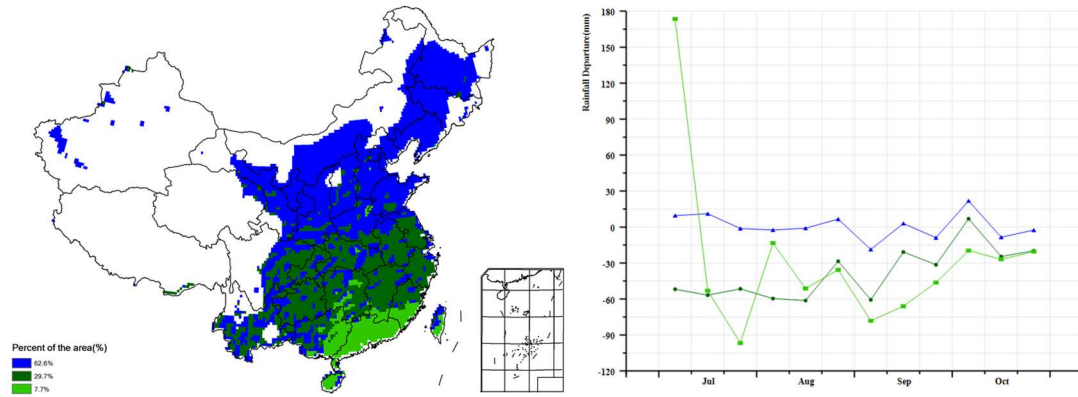 Percent of the area(%)
62.6%
29.7%
7.7%
Rainfall Departure(mm)
180
150
120
90
60
30
0
-30
-60
-90
-120
Jul
Aug
Sep
Oct